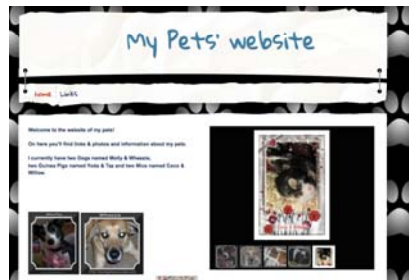 My Pets' website
home Links
Welcome to the website of my pets!
On here you'll find links & photos and information about my pets.
I currently have two Dogs named Molly & Wheezie,
two Guinea Pigs named Yoda & Taz and two Mice named Coco &
Willow.